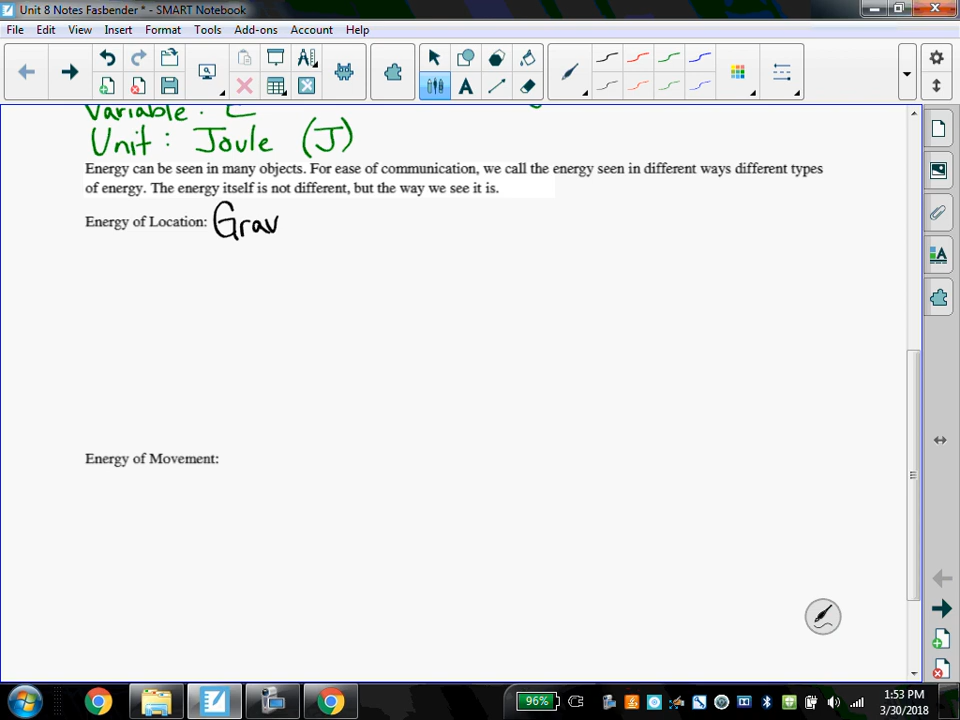 Unit 8 Notes Fasbender * - SMART Notebook
File Edit View Insert Format Tools Add-ons Account Help
Variable : E
Unit : Joule (J)
Energy can be seen in many objects. For ease of communication, we call the energy seen in different ways different types
of energy. The energy itself is not different, but the way we see it is.
Energy of Location: Grav
Energy of Movement:
96%
1:53 PM
3/30/2018